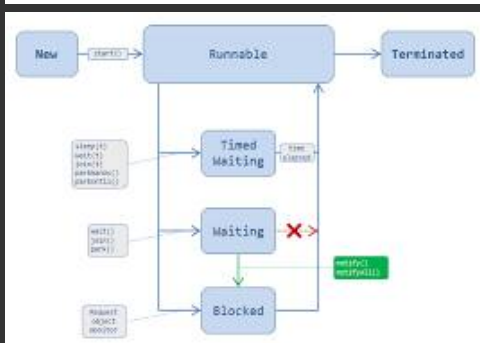 New
start()
Runnable
Terminated
sleep(t)
wait(t)
join(t)
parkNanos()
parkUntil()
Timed
Waiting
time
elapsed
wait()
join()
park()
Waiting
notify()
notifyAll()
Request
object
monitor
Blocked